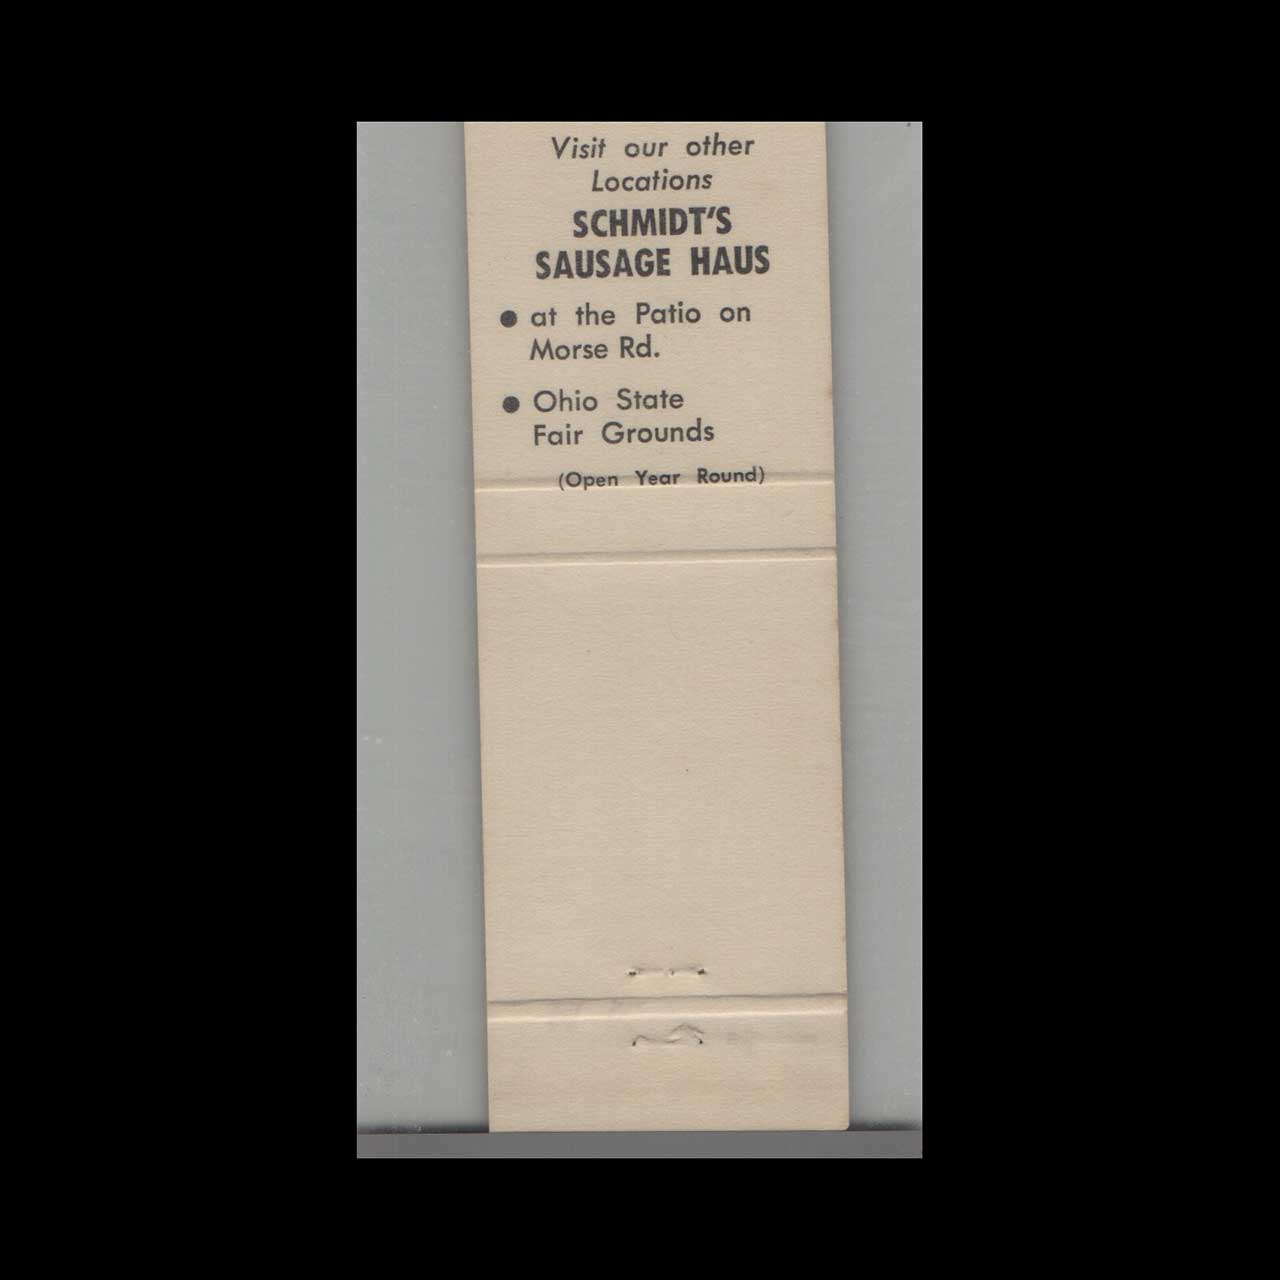 Visit our other
Locations
SCHMIDT'S
SAUSAGE HAUS
● at the Patio on
Morse Rd.
● Ohio State
Fair Grounds
(Open Year Round)